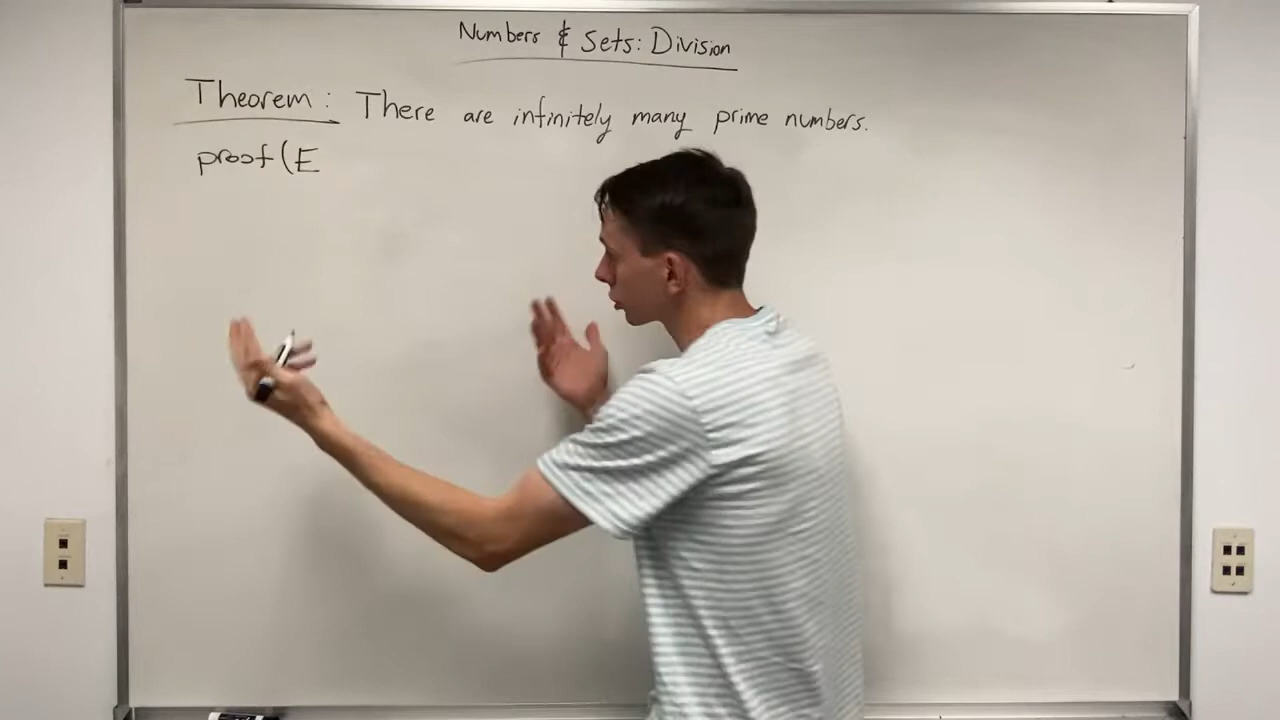 Numbers & Sets: Division
Theorem: There are infinitely many prime numbers.
proof (E